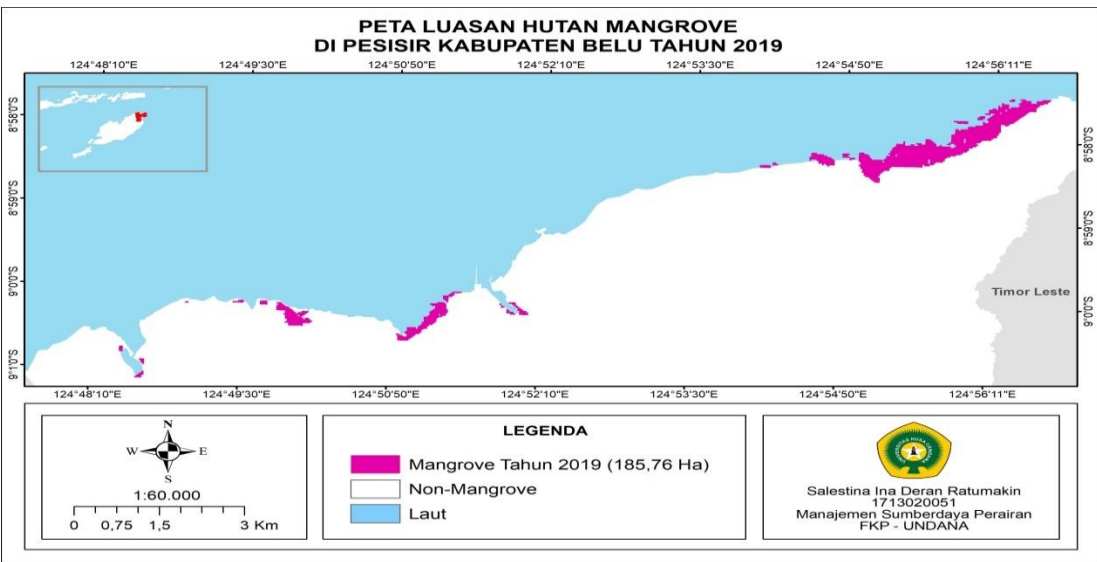 PETA LUASAN HUTAN MANGROVE
DI PESISIR KABUPATEN BELU TAHUN 2019
124°48'10"E 124°49'30"E 124°50'50"E 124°52'10"E 124°53'30"E 124°54'50"E 124°56'11"E
8°58'0"S
8°59'0"S
9°0'0"S
9°1'0"S
8°58'0"S
8°59'0"S
9°0'0"S
Timor Leste
124°48'10"E 124°49'30"E 124°50'50"E 124°52'10"E 124°53'30"E 124°54'50"E 124°56'11"E
N
W E
S
1:60.000
0 0,75 1,5 3 Km
LEGENDA
Mangrove Tahun 2019 (185,76 Ha)
Non-Mangrove
Laut
Salestina Ina Deran Ratumakin
1713020051
Manajemen Sumberdaya Perairan
FKP - UNDANA